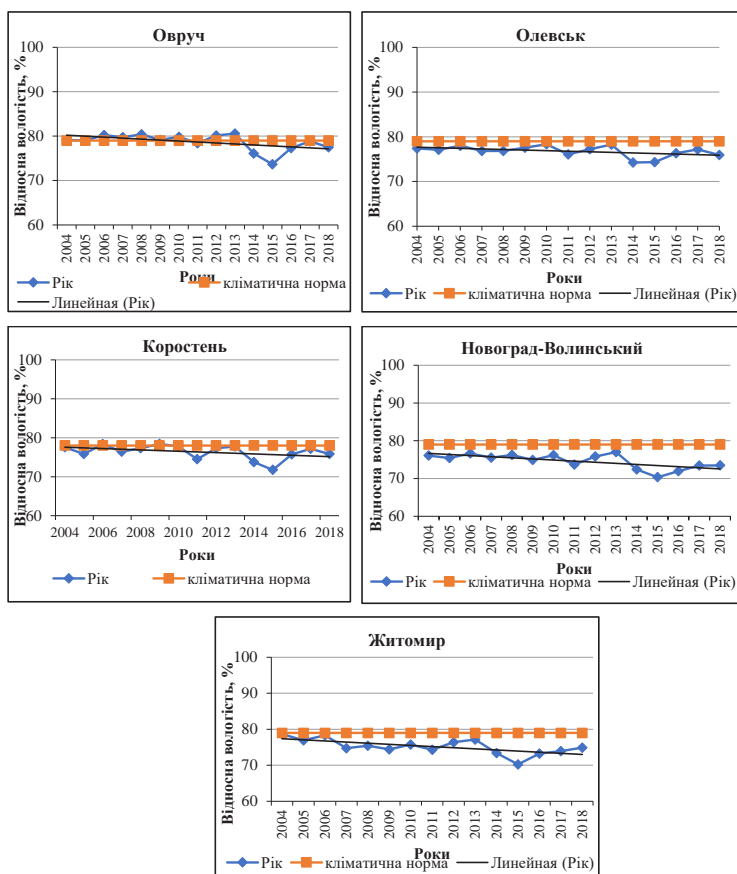 Овруч
Відносна вологість, %
100
90
80
70
60
2004
2005
2006
2007
2008
2009
2010
2011
2012
2013
2014
2015
2016
2017
2018
Роки
Рік
кліматична норма
Линейная (Рік)
Олевськ
Відносна вологість, %
100
90
80
70
60
2004
2005
2006
2007
2008
2009
2010
2011
2012
2013
2014
2015
2016
2017
2018
Роки
Рік
кліматична норма
Линейная (Рік)
Коростень
Відносна вологість, %
100
90
80
70
60
2004 2006 2008 2010 2012 2014 2016 2018
Роки
Рік
кліматична норма
Новоград-Волинський
Відносна вологість, %
100
90
80
70
60
2004
2005
2006
2007
2008
2009
2010
2011
2012
2013
2014
2015
2016
2017
2018
Роки
Рік
кліматична норма
Линейная (Рік)
Житомир
Відносна вологість, %
100
90
80
70
60
2004
2005
2006
2007
2008
2009
2010
2011
2012
2013
2014
2015
2016
2017
2018
Роки
Рік
кліматична норма
Линейная (Рік)